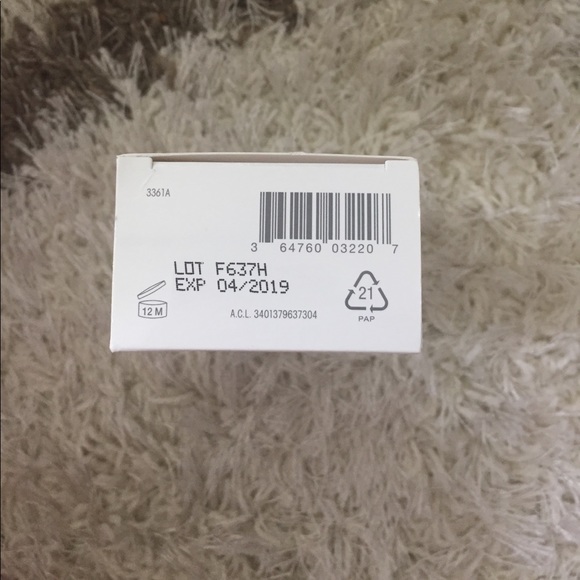 3361A
3 64760 03220 7
LOT F637H
EXP 04/2019
12 M
A.C.L. 3401379637304
21
PAP